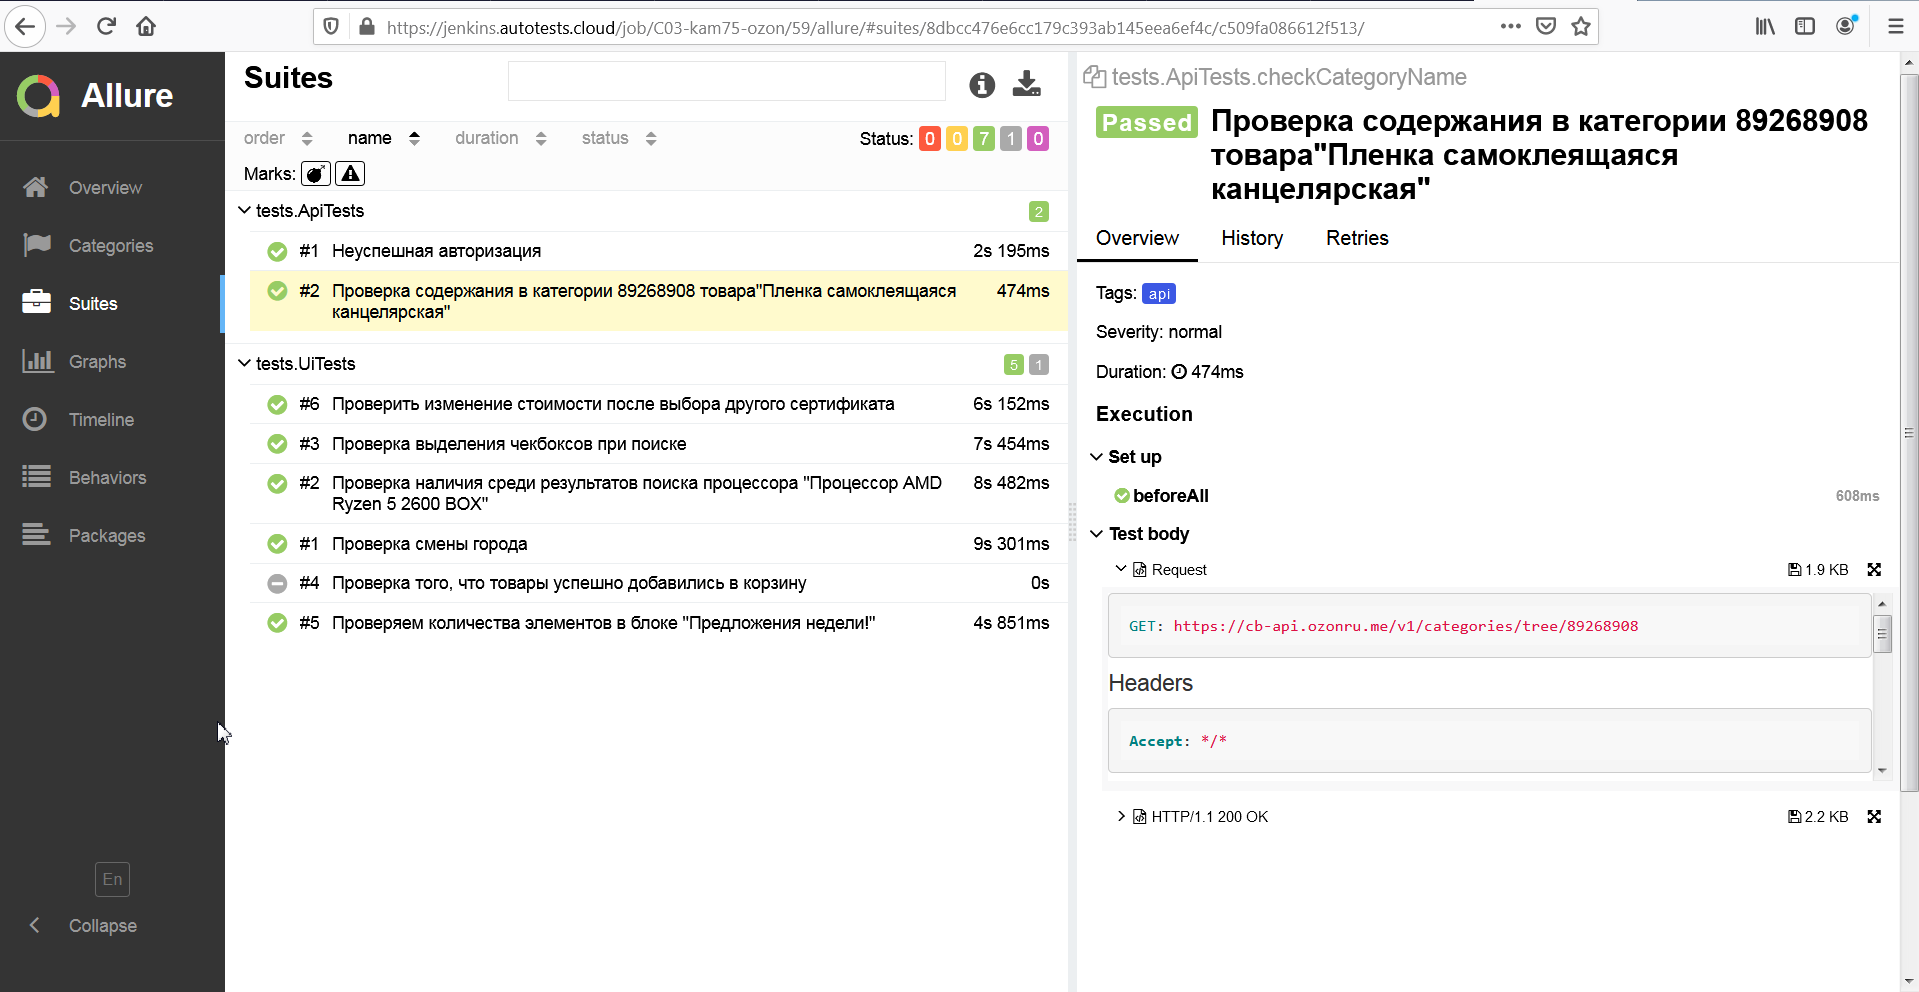 https://jenkins.autotests.cloud/job/C03-kam75-ozon/59/allure/#suites/8dbcc476e6cc179c393ab145eea6ef4c/c509fa086612f513/
Allure
Overview
Categories
Suites
Graphs
Timeline
Behaviors
Packages
En
Collapse
Suites
order name duration status Status: 0 0 7 1 0
Marks:
tests.ApiTests 2
#1 Неуспешная авторизация 2s 195ms
#2 Проверка содержания в категории 89268908 товара"Пленка самоклеящаяся 474ms
канцелярская"
tests.UiTests 5 1
#6 Проверить изменение стоимости после выбора другого сертификата 6s 152ms
#3 Проверка выделения чекбоксов при поиске 7s 454ms
#2 Проверка наличия среди результатов поиска процессора "Процессор AMD 8s 482ms
Ryzen 5 2600 BOX"
#1 Проверка смены города 9s 301ms
#4 Проверка того, что товары успешно добавились в корзину 0s
#5 Проверяем количества элементов в блоке "Предложения недели!" 4s 851ms
tests.ApiTests.checkCategoryName
Passed Проверка содержания в категории 89268908
товара"Пленка самоклеящаяся
канцелярская"
Overview History Retries
Tags: api
Severity: normal
Duration: 474ms
Execution
Set up
beforeAll 608ms
Test body
Request 1.9 KB
GET: https://cb-api.ozonru.me/v1/categories/tree/89268908
Headers
Accept: */*
HTTP/1.1 200 OK 2.2 KB